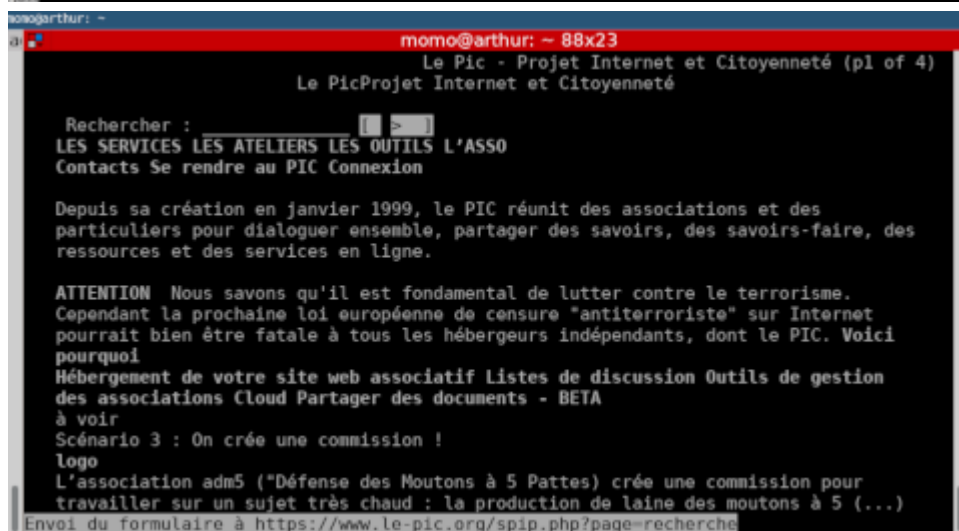 momo@arthur: ~
momo@arthur: ~ 88x23
Le Pic - Projet Internet et Citoyenneté (p1 of 4)
Le PicProjet Internet et Citoyenneté
Rechercher : _______________ [ > ]
LES SERVICES LES ATELIERS LES OUTILS L’ASSO
Contacts Se rendre au PIC Connexion
Depuis sa création en janvier 1999, le PIC réunit des associations et des
particuliers pour dialoguer ensemble, partager des savoirs, des savoirs-faire, des
ressources et des services en ligne.
ATTENTION  Nous savons qu'il est fondamental de lutter contre le terrorisme.
Cependant la prochaine loi européenne de censure "antiterroriste" sur Internet
pourrait bien être fatale à tous les hébergeurs indépendants, dont le PIC. Voici
pourquoi
Hébergement de votre site web associatif Listes de discussion Outils de gestion
des associations Cloud Partager des documents - BETA
à voir
Scénario 3 : On crée une commission !
logo
L’association adm5 ("Défense des Moutons à 5 Pattes) crée une commission pour
travailler sur un sujet très chaud : la production de laine des moutons à 5 (...)
Envoi du formulaire à https://www.le-pic.org/spip.php?page=recherche